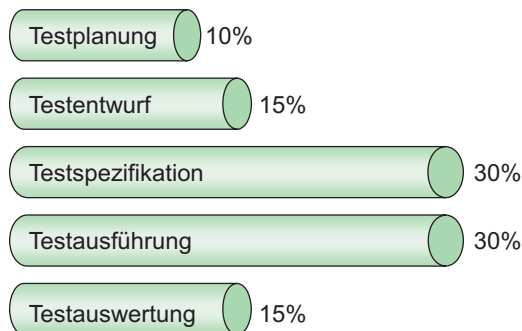 Testplanung 10%
Testentwurf 15%
Testspezifikation 30%
Testausführung 30%
Testauswertung 15%